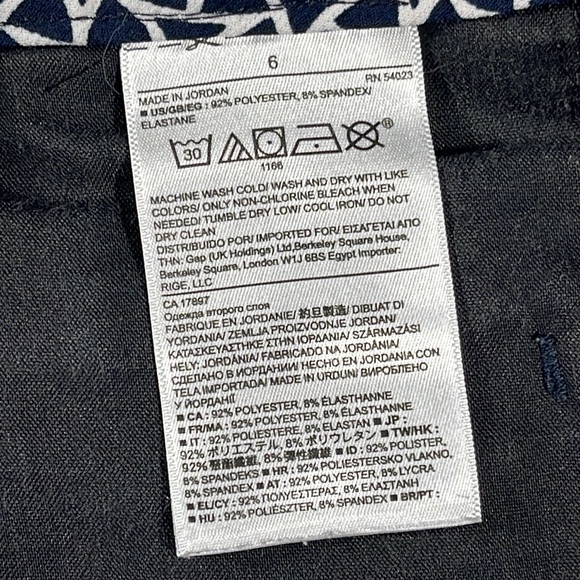 6
MADE IN JORDAN RN 54023
■ US/GB/EG : 92% POLYESTER, 8% SPANDEX/
ELASTANE
30
®
1166
MACHINE WASH COLD/ WASH AND DRY WITH LIKE
COLORS/ ONLY NON-CHLORINE BLEACH WHEN
NEEDED/ TUMBLE DRY LOW/ COOL IRON/ DO NOT
DRY CLEAN
DISTRIBUIDO POR/ IMPORTED FOR/ ΕΙΣΑΓΕΤΑΙ ΑΠΟ
ΤΗΝ: Gap (UK Holdings) Ltd,Berkeley Square House,
Berkeley Square, London W1J 6BS Egypt Importer:
RIGE, LLC
CA 17897
Одежда второго слоя
FABRIQUE EN JORDANIE/ 約旦製造/ DIBUAT DI
YORDANIA/ ZEMLJA PROIZVODNJE JORDAN/
ΚΑΤΑΣΚΕΥΑΣΤΗΚΕ ΣΤΗΝ ΙΟΡΔΑΝΙΑ/ SZÁRMAZÁSI
HELY: JORDÁNIA/ FABRICADO NA JORDÂNIA/
СДЕЛАНО В ИОРДАНИИ/ HECHO EN JORDANIA CON
TELA IMPORTADA/ MADE IN URDUN/ ВИРОБЛЕНО
У ЙОРДАНІЇ
■ CA : 92% POLYESTER, 8% ÉLASTHANNE
■ FR/MA : 92% POLYESTER, 8% ÉLASTHANNE
■ IT : 92% POLIESTERE, 8% ELASTAN ■ JP :
92% ポリエステル, 8% ポリウレタン ■ TW/HK :
92% 聚酯纖維, 8% 彈性纖維 ■ ID : 92% POLISTER,
8% SPANDEKS ■ HR : 92% POLIESTERSKO VLAKNO,
8% SPANDEX ■ AT : 92% POLYESTER, 8% LYCRA
■ EL/CY : 92% ΠΟΛΥΕΣΤΕΡΑΣ, 8% ΕΛΑΣΤΑΝΗ
■ HU : 92% POLIÉSZTER, 8% SPANDEX ■ BR/PT :